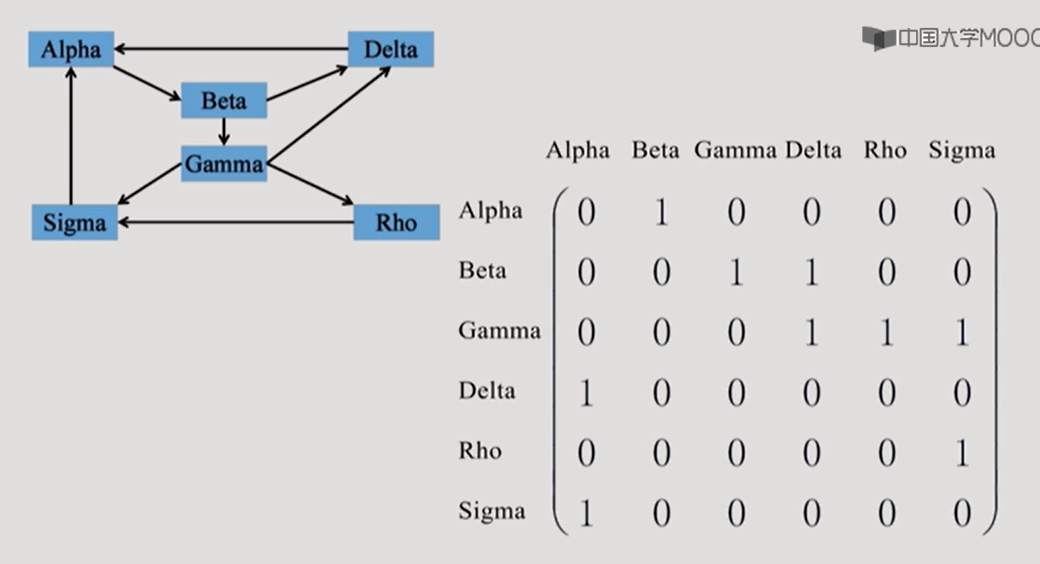 中国大学MOOC
Alpha
Delta
Beta
Gamma
Sigma
Rho
Alpha Beta Gamma Delta Rho Sigma
Alpha 0 1 0 0 0 0
Beta 0 0 1 1 0 0
Gamma 0 0 0 1 1 1
Delta 1 0 0 0 0 0
Rho 0 0 0 0 0 1
Sigma 1 0 0 0 0 0